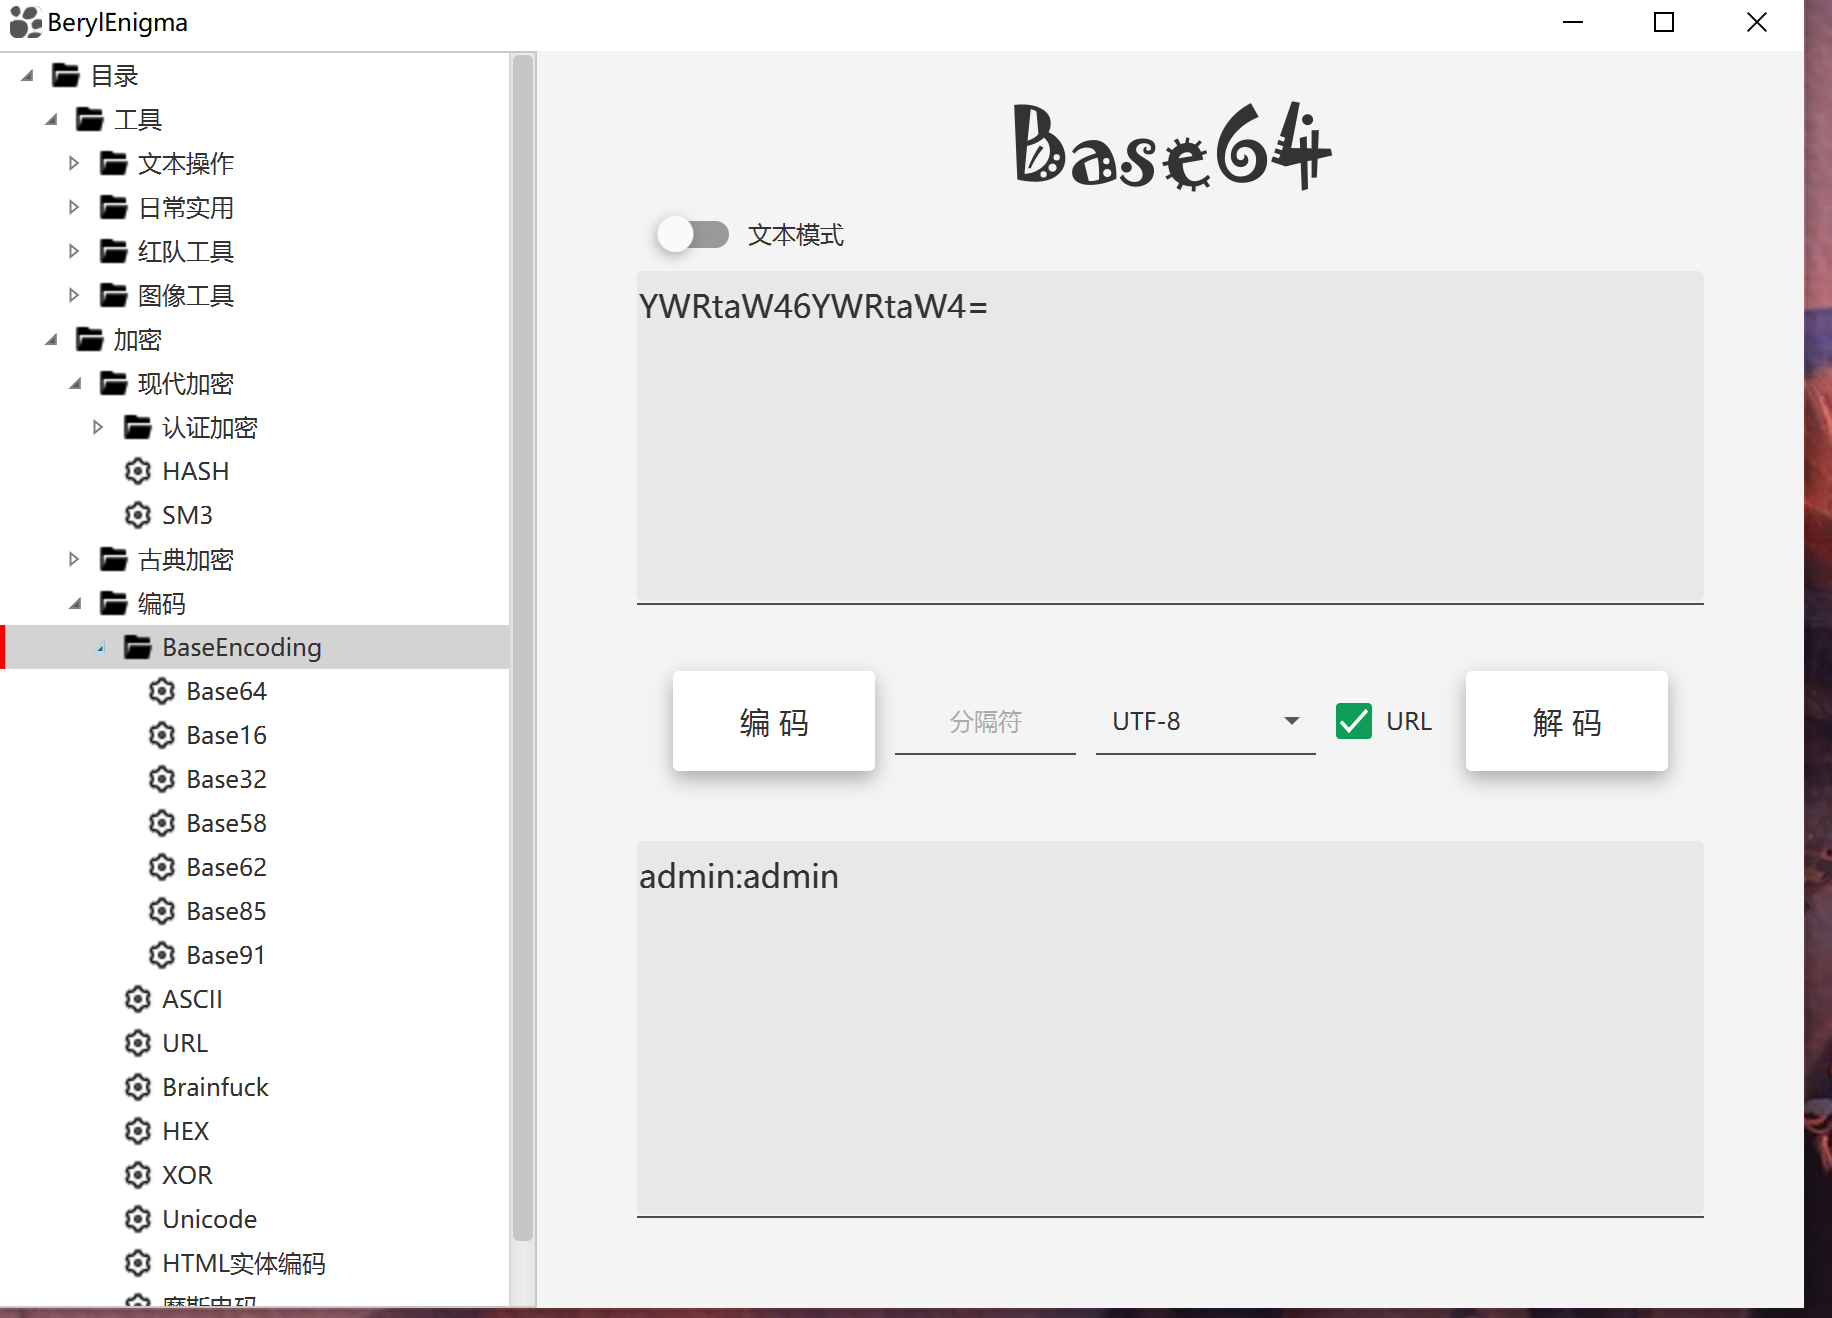 BerylEnigma
目录
工具
文本操作
日常实用
红队工具
图像工具
加密
现代加密
认证加密
HASH
SM3
古典加密
编码
BaseEncoding
Base64
Base16
Base32
Base58
Base62
Base85
Base91
ASCII
URL
Brainfuck
HEX
XOR
Unicode
HTML实体编码
Base64
文本模式
YWRtaW46YWRtaW4=
编 码
分隔符
UTF-8
URL
解 码
admin:admin